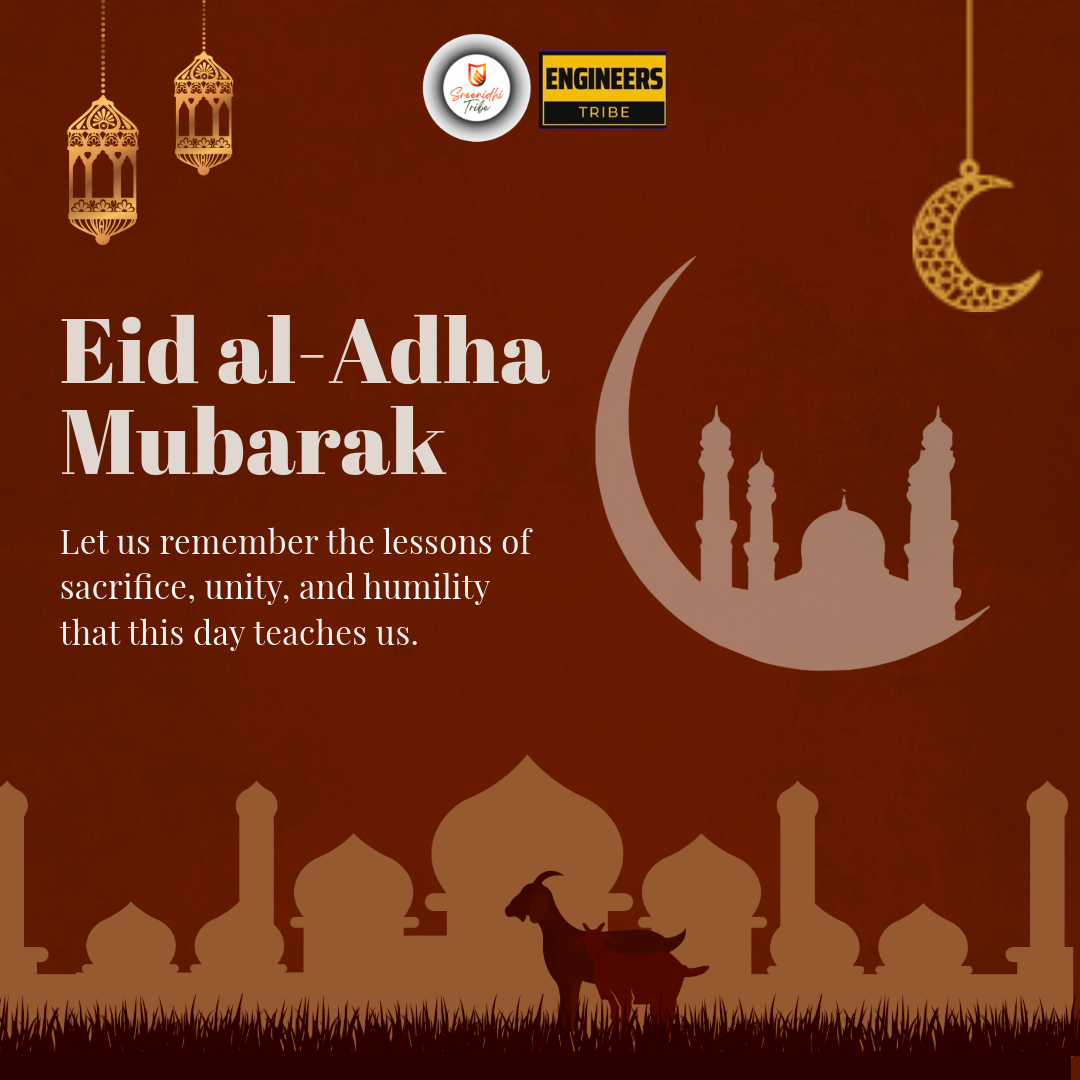 Sreenidhi
Tribe
ENGINEERS
TRIBE
Eid al-Adha
Mubarak
Let us remember the lessons of
sacrifice, unity, and humility
that this day teaches us.